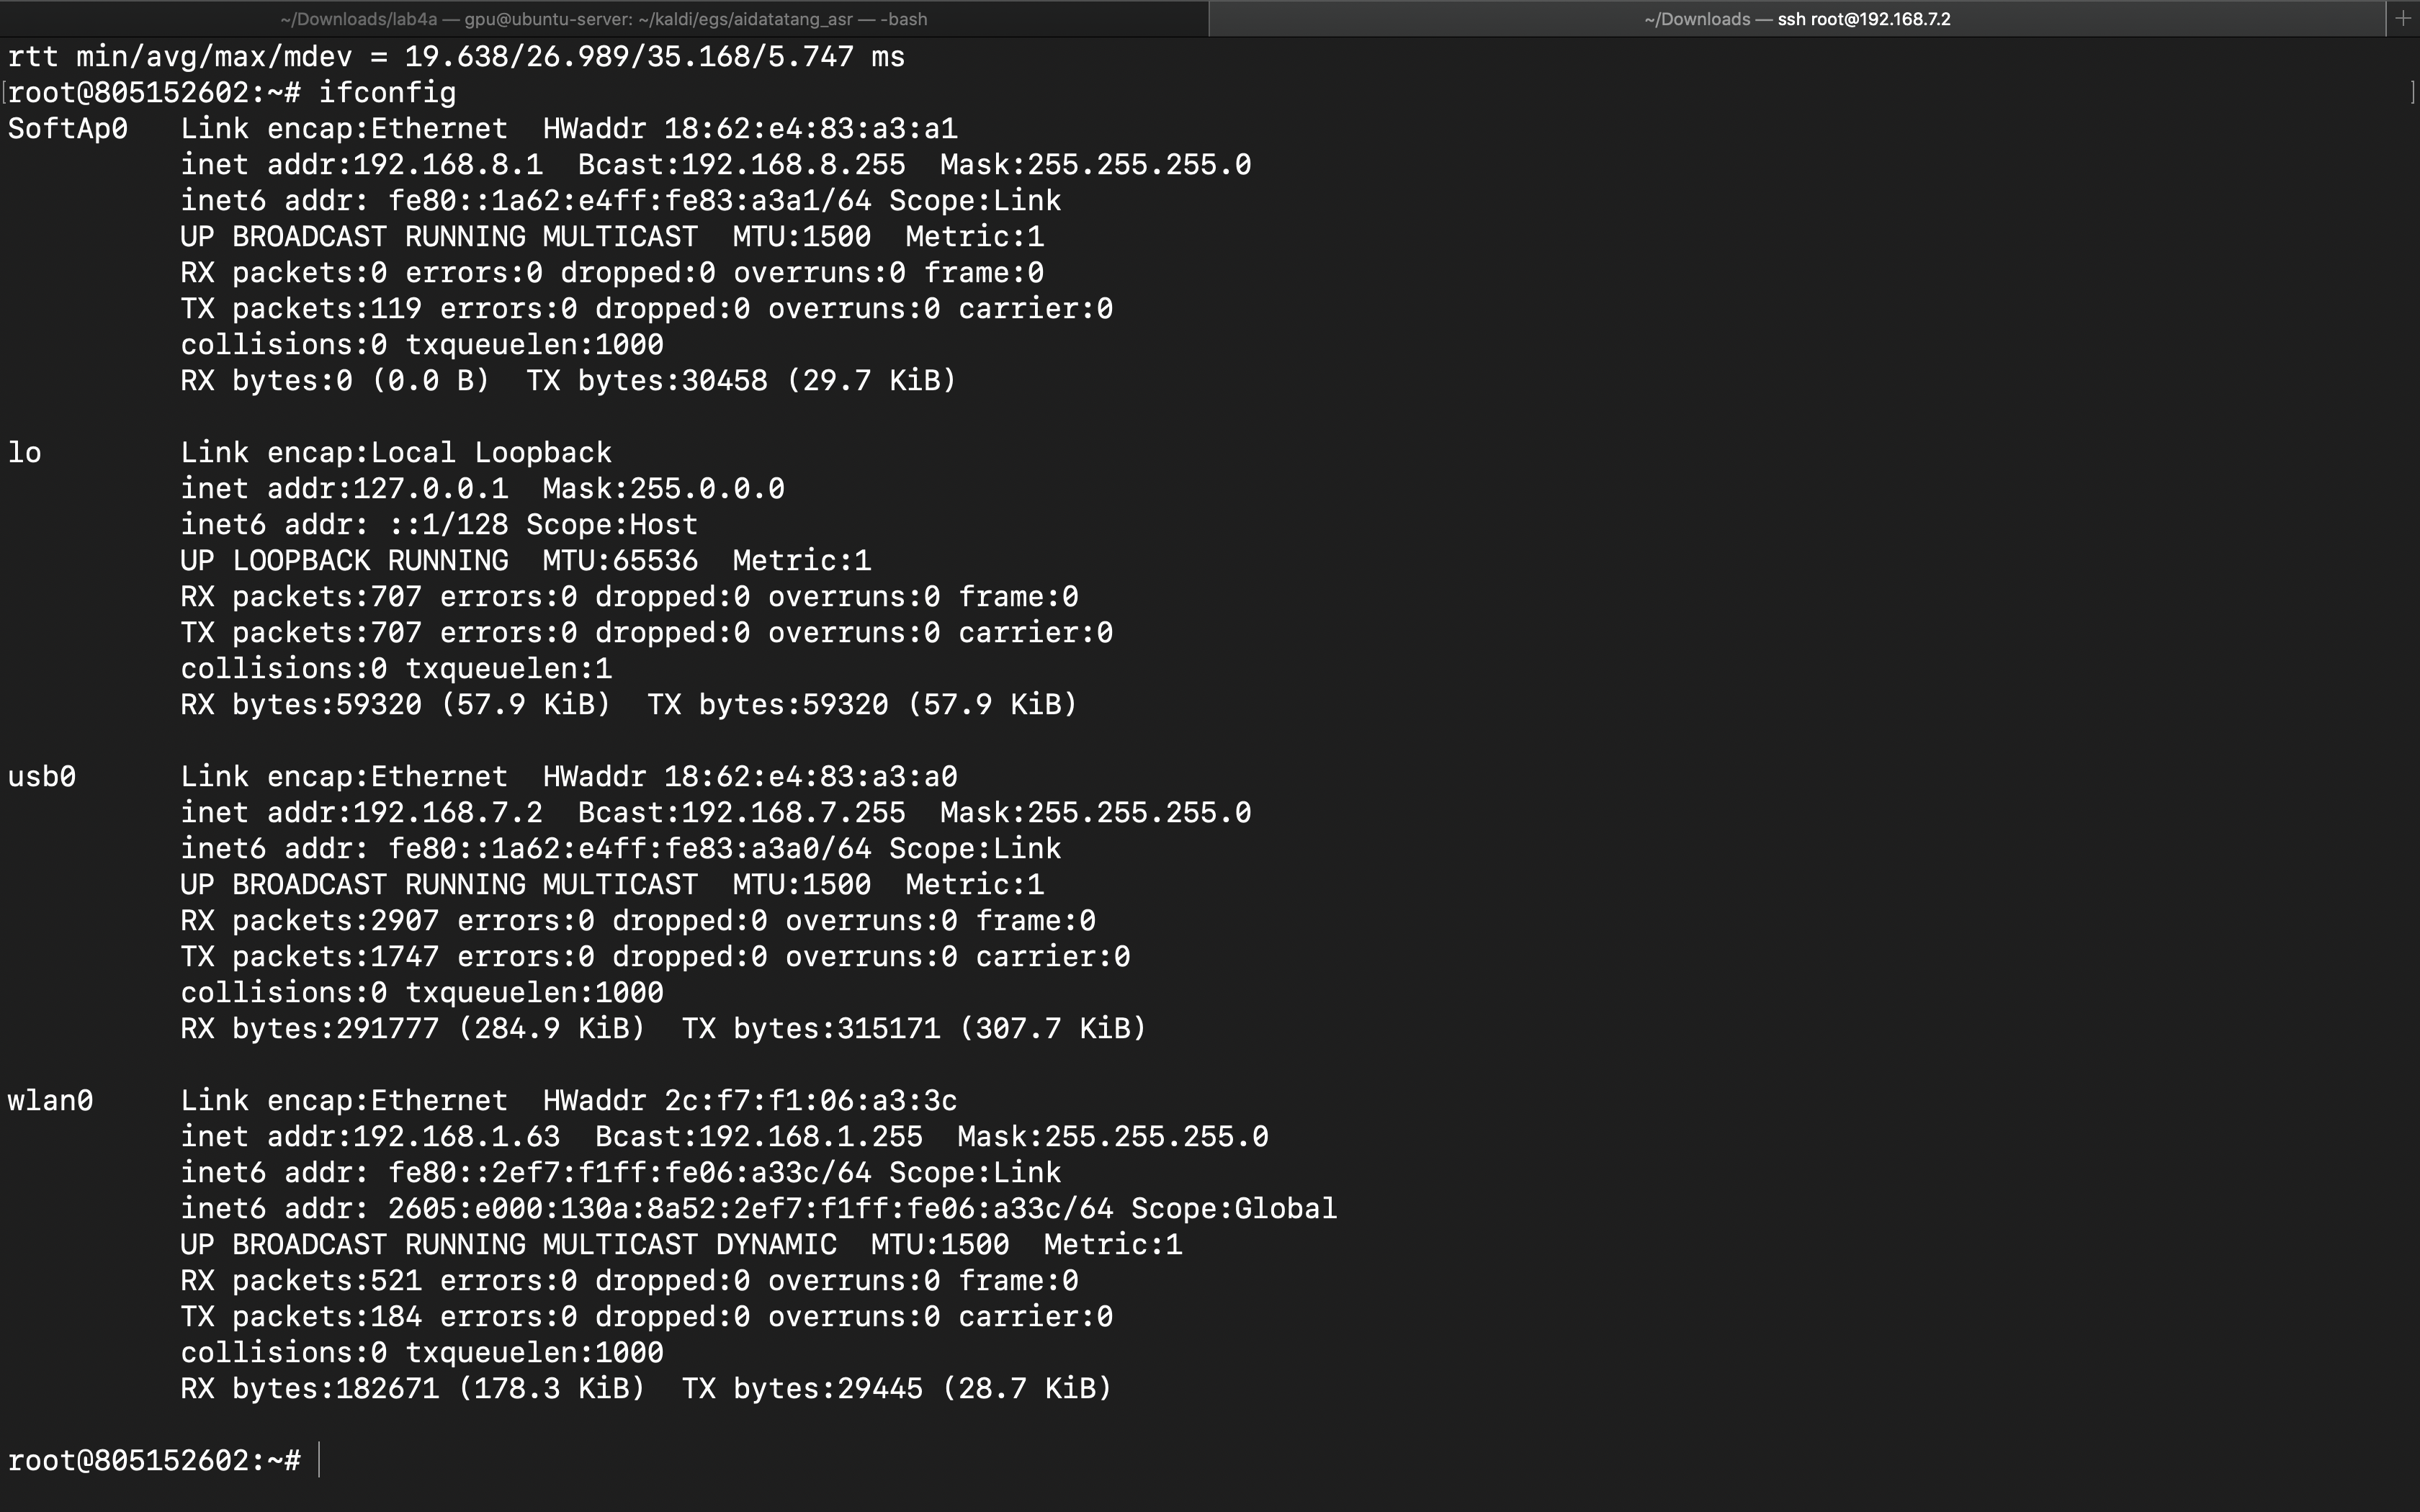 ~/Downloads/lab4a — gpu@ubuntu-server: ~/kaldi/egs/aidatatang_asr — -bash
~/Downloads — ssh root@192.168.7.2
+
rtt min/avg/max/mdev = 19.638/26.989/35.168/5.747 ms
[root@805152602:~# ifconfig ]
SoftAp0   Link encap:Ethernet  HWaddr 18:62:e4:83:a3:a1
          inet addr:192.168.8.1  Bcast:192.168.8.255  Mask:255.255.255.0
          inet6 addr: fe80::1a62:e4ff:fe83:a3a1/64 Scope:Link
          UP BROADCAST RUNNING MULTICAST  MTU:1500  Metric:1
          RX packets:0 errors:0 dropped:0 overruns:0 frame:0
          TX packets:119 errors:0 dropped:0 overruns:0 carrier:0
          collisions:0 txqueuelen:1000
          RX bytes:0 (0.0 B)  TX bytes:30458 (29.7 KiB)

lo        Link encap:Local Loopback
          inet addr:127.0.0.1  Mask:255.0.0.0
          inet6 addr: ::1/128 Scope:Host
          UP LOOPBACK RUNNING  MTU:65536  Metric:1
          RX packets:707 errors:0 dropped:0 overruns:0 frame:0
          TX packets:707 errors:0 dropped:0 overruns:0 carrier:0
          collisions:0 txqueuelen:1
          RX bytes:59320 (57.9 KiB)  TX bytes:59320 (57.9 KiB)

usb0      Link encap:Ethernet  HWaddr 18:62:e4:83:a3:a0
          inet addr:192.168.7.2  Bcast:192.168.7.255  Mask:255.255.255.0
          inet6 addr: fe80::1a62:e4ff:fe83:a3a0/64 Scope:Link
          UP BROADCAST RUNNING MULTICAST  MTU:1500  Metric:1
          RX packets:2907 errors:0 dropped:0 overruns:0 frame:0
          TX packets:1747 errors:0 dropped:0 overruns:0 carrier:0
          collisions:0 txqueuelen:1000
          RX bytes:291777 (284.9 KiB)  TX bytes:315171 (307.7 KiB)

wlan0     Link encap:Ethernet  HWaddr 2c:f7:f1:06:a3:3c
          inet addr:192.168.1.63  Bcast:192.168.1.255  Mask:255.255.255.0
          inet6 addr: fe80::2ef7:f1ff:fe06:a33c/64 Scope:Link
          inet6 addr: 2605:e000:130a:8a52:2ef7:f1ff:fe06:a33c/64 Scope:Global
          UP BROADCAST RUNNING MULTICAST DYNAMIC  MTU:1500  Metric:1
          RX packets:521 errors:0 dropped:0 overruns:0 frame:0
          TX packets:184 errors:0 dropped:0 overruns:0 carrier:0
          collisions:0 txqueuelen:1000
          RX bytes:182671 (178.3 KiB)  TX bytes:29445 (28.7 KiB)

root@805152602:~#